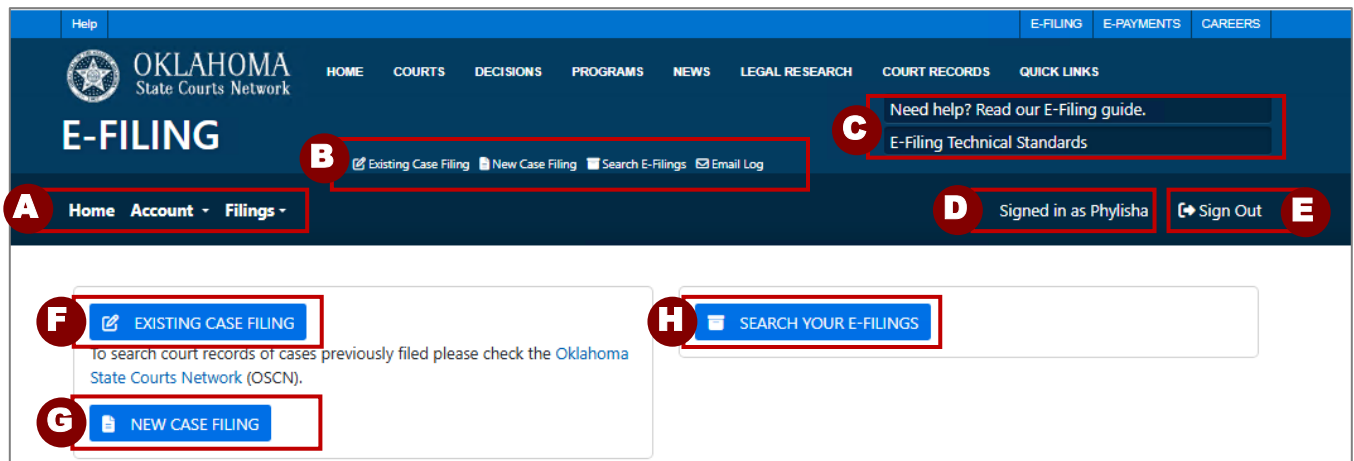 Help
E-FILING E-PAYMENTS CAREERS
OKLAHOMA
State Courts Network
HOME COURTS DECISIONS PROGRAMS NEWS LEGAL RESEARCH COURT RECORDS QUICK LINKS
E-FILING
C
Need help? Read our E-Filing guide.
E-Filing Technical Standards
B
Existing Case Filing New Case Filing Search E-Filings Email Log
A
Home Account Filings
D
Signed in as Phylisha
Sign Out
E
F
EXISTING CASE FILING
To search court records of cases previously filed please check the Oklahoma
State Courts Network (OSCN).
G
NEW CASE FILING
H
SEARCH YOUR E-FILINGS